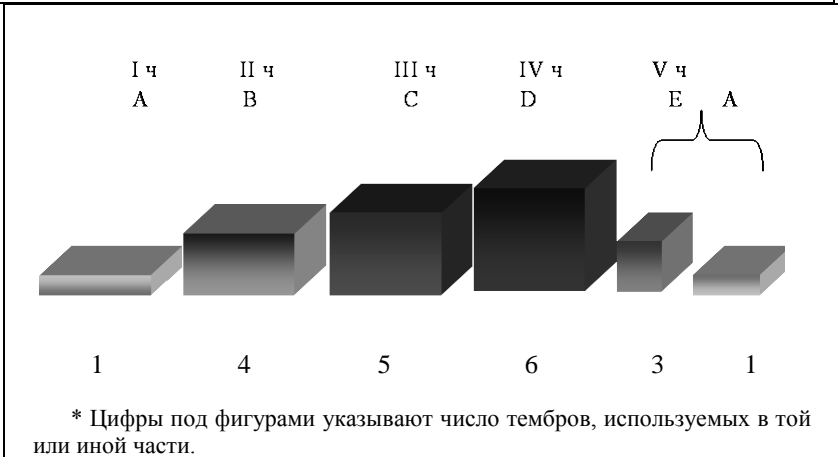 I ч II ч III ч IV ч V ч
A B C D E A
1 4 5 6 3 1
* Цифры под фигурами указывают число тембров, используемых в той
или иной части.